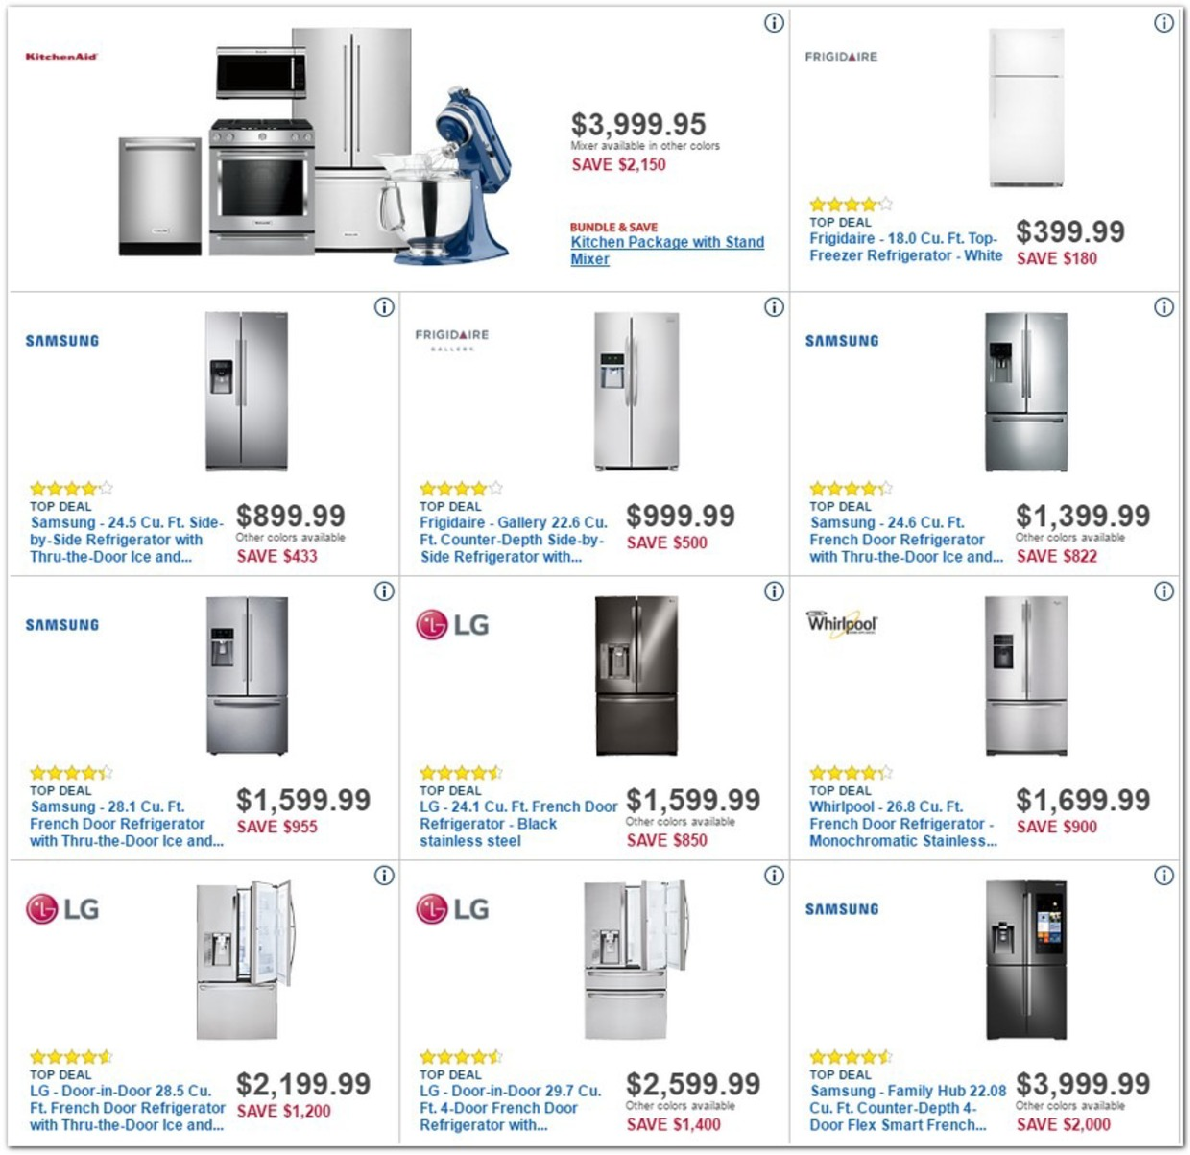 KitchenAid
$3,999.95
Mixer available in other colors
SAVE $2,150
BUNDLE & SAVE
Kitchen Package with Stand
Mixer
FRIGIDAIRE
TOP DEAL
Frigidaire - 18.0 Cu. Ft. Top-
Freezer Refrigerator - White
$399.99
SAVE $180
SAMSUNG
TOP DEAL
Samsung - 24.5 Cu. Ft. Side-
by-Side Refrigerator with
Thru-the-Door Ice and...
$899.99
Other colors available
SAVE $433
FRIGIDAIRE
GALLERY
TOP DEAL
Frigidaire - Gallery 22.6 Cu.
Ft. Counter-Depth Side-by-
Side Refrigerator with...
$999.99
SAVE $500
SAMSUNG
TOP DEAL
Samsung - 24.6 Cu. Ft.
French Door Refrigerator
with Thru-the-Door Ice and...
$1,399.99
Other colors available
SAVE $822
SAMSUNG
TOP DEAL
Samsung - 28.1 Cu. Ft.
French Door Refrigerator
with Thru-the-Door Ice and...
$1,599.99
SAVE $955
LG
TOP DEAL
LG - 24.1 Cu. Ft. French Door
Refrigerator - Black
stainless steel
$1,599.99
Other colors available
SAVE $850
Whirlpool
TOP DEAL
Whirlpool - 26.8 Cu. Ft.
French Door Refrigerator -
Monochromatic Stainless...
$1,699.99
SAVE $900
LG
TOP DEAL
LG - Door-in-Door 28.5 Cu.
Ft. French Door Refrigerator
with Thru-the-Door Ice and...
$2,199.99
SAVE $1,200
LG
TOP DEAL
LG - Door-in-Door 29.7 Cu.
Ft. 4-Door French Door
Refrigerator with...
$2,599.99
Other colors available
SAVE $1,400
SAMSUNG
TOP DEAL
Samsung - Family Hub 22.08
Cu. Ft. Counter-Depth 4-
Door Flex Smart French...
$3,999.99
Other colors available
SAVE $2,000